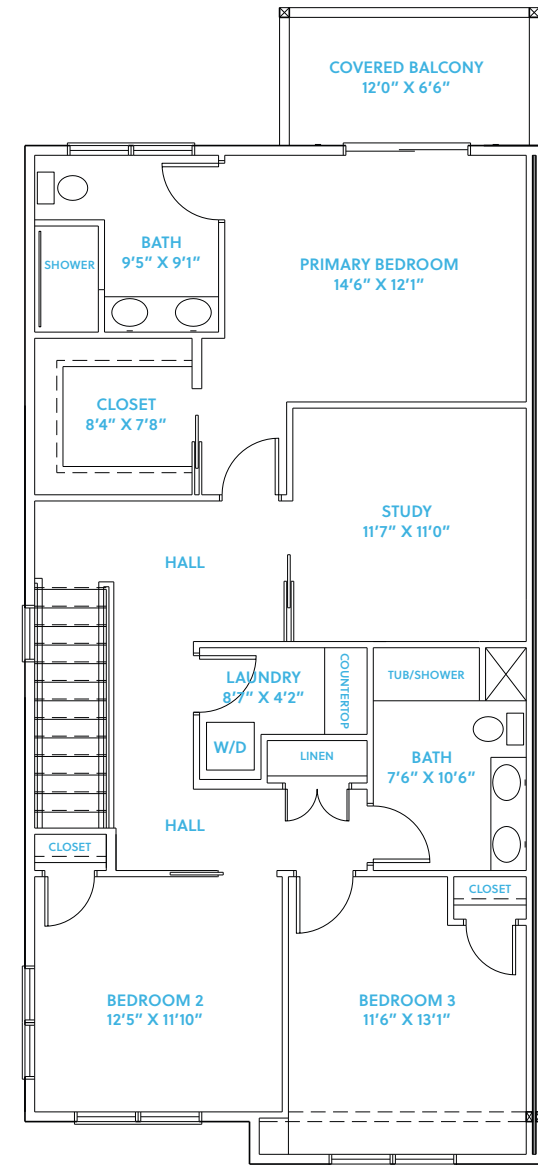 COVERED BALCONY
12'0" X 6'6"
BATH
9'5" X 9'1"
SHOWER
PRIMARY BEDROOM
14'6" X 12'1"
CLOSET
8'4" X 7'8"
STUDY
11'7" X 11'0"
HALL
LAUNDRY
8'7" X 4'2"
COUNTERTOP
TUB/SHOWER
W/D
LINEN
BATH
7'6" X 10'6"
HALL
CLOSET
CLOSET
BEDROOM 2
12'5" X 11'10"
BEDROOM 3
11'6" X 13'1"